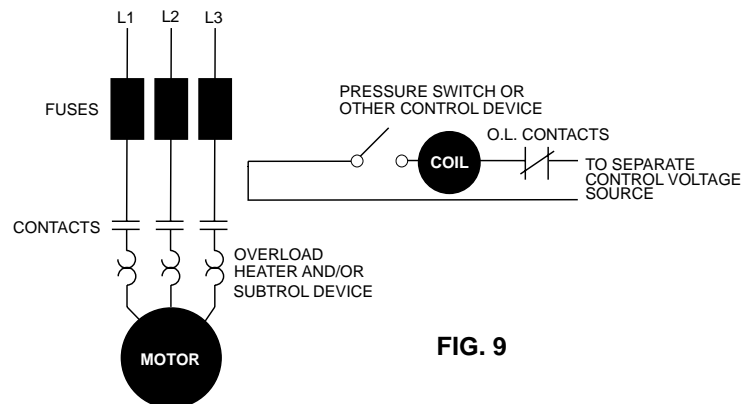 L1 L2 L3
FUSES
PRESSURE SWITCH OR
OTHER CONTROL DEVICE
O.L. CONTACTS
COIL
TO SEPARATE
CONTROL VOLTAGE
SOURCE
CONTACTS
OVERLOAD
HEATER AND/OR
SUBTROL DEVICE
MOTOR
FIG. 9